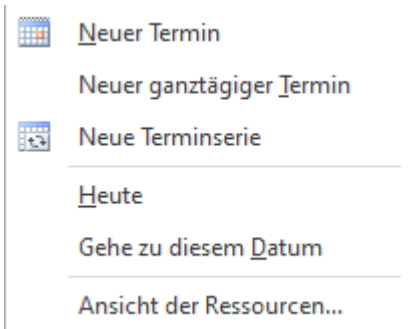 Neuer Termin
Neuer ganztägiger Termin
Neue Terminserie
Heute
Gehe zu diesem Datum
Ansicht der Ressourcen...